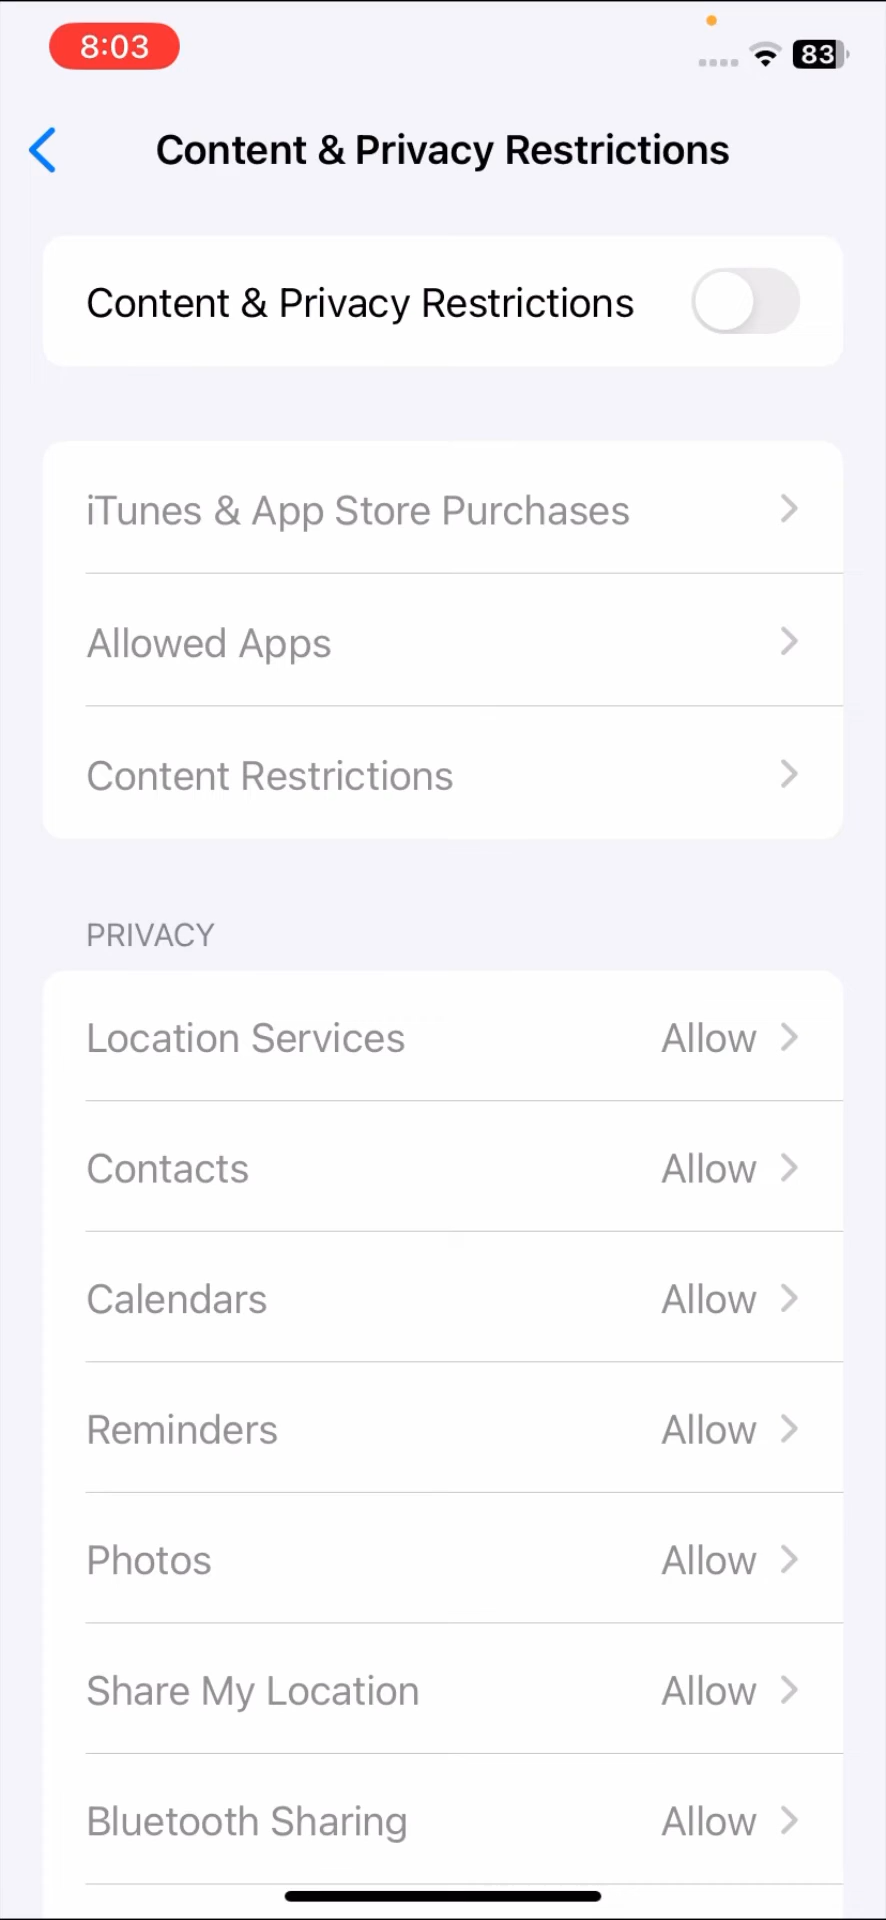 8:03
83
Content & Privacy Restrictions
Content & Privacy Restrictions
iTunes & App Store Purchases
Allowed Apps
Content Restrictions
PRIVACY
Location Services Allow
Contacts Allow
Calendars Allow
Reminders Allow
Photos Allow
Share My Location Allow
Bluetooth Sharing Allow